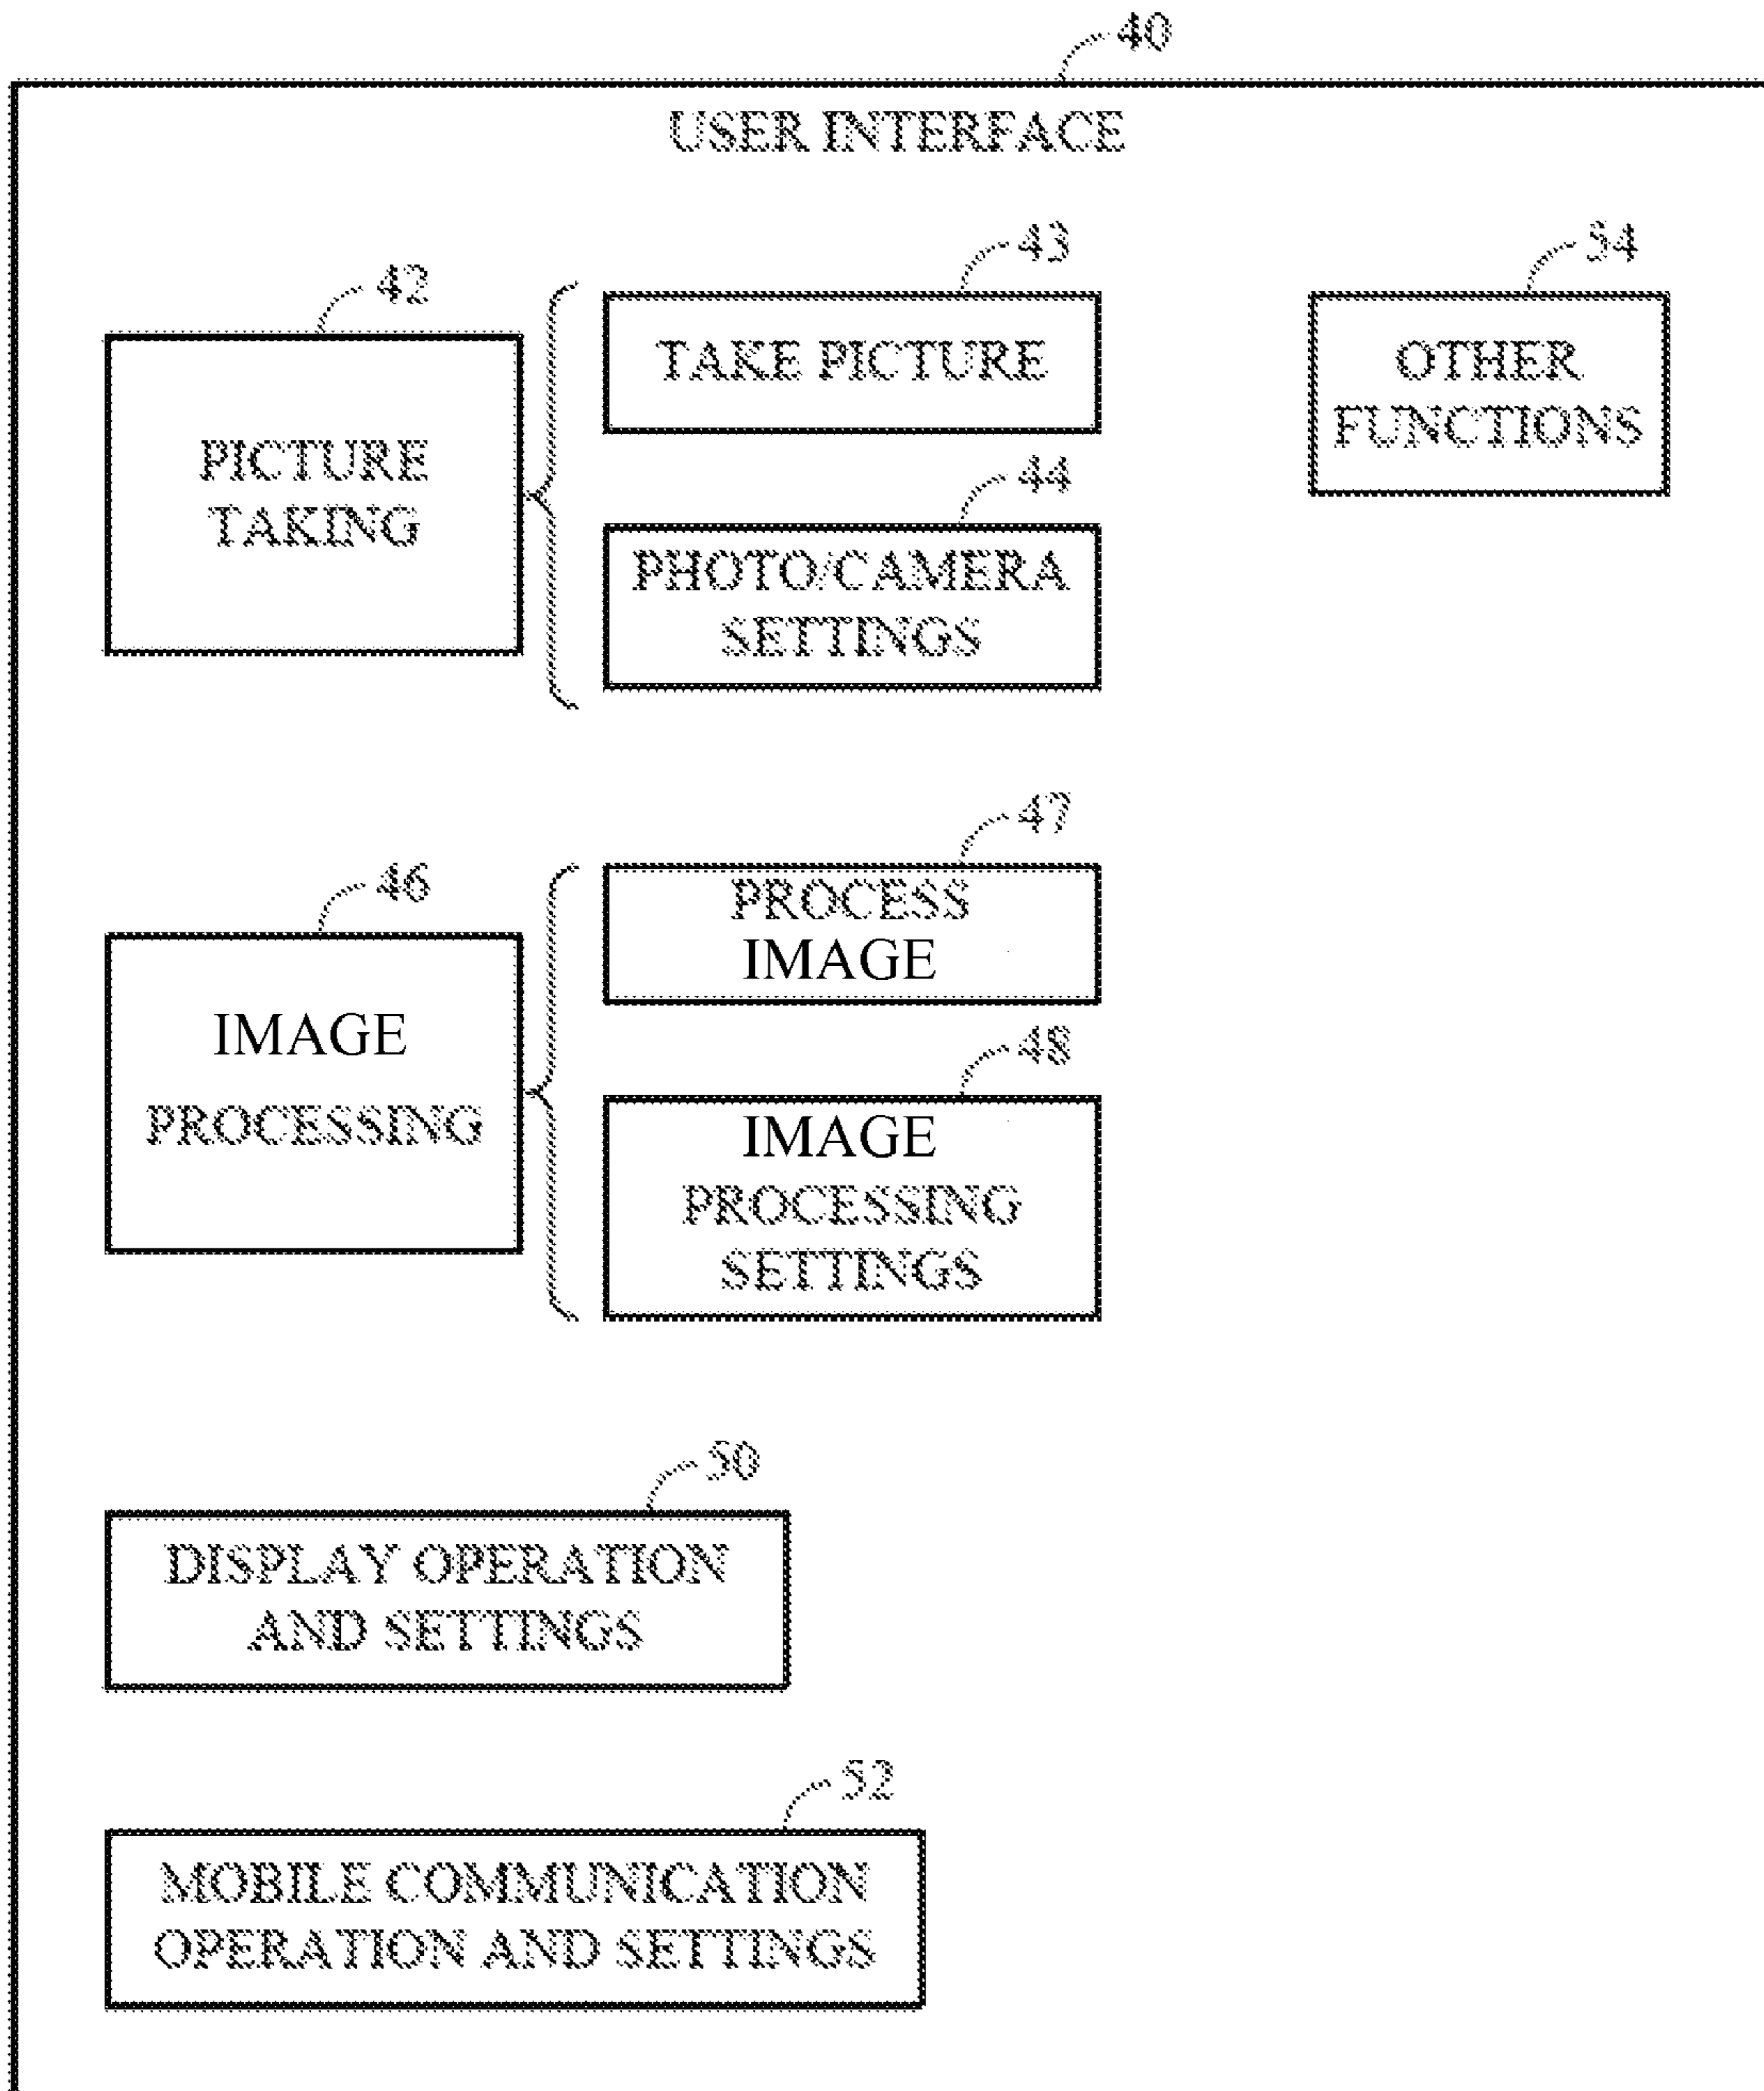 40
USER INTERFACE
42
PICTURE
TAKING
43
TAKE PICTURE
44
PHOTO/CAMERA
SETTINGS
54
OTHER
FUNCTIONS
46
IMAGE
PROCESSING
47
PROCESS
IMAGE
48
IMAGE
PROCESSING
SETTINGS
50
DISPLAY OPERATION
AND SETTINGS
52
MOBILE COMMUNICATION
OPERATION AND SETTINGS